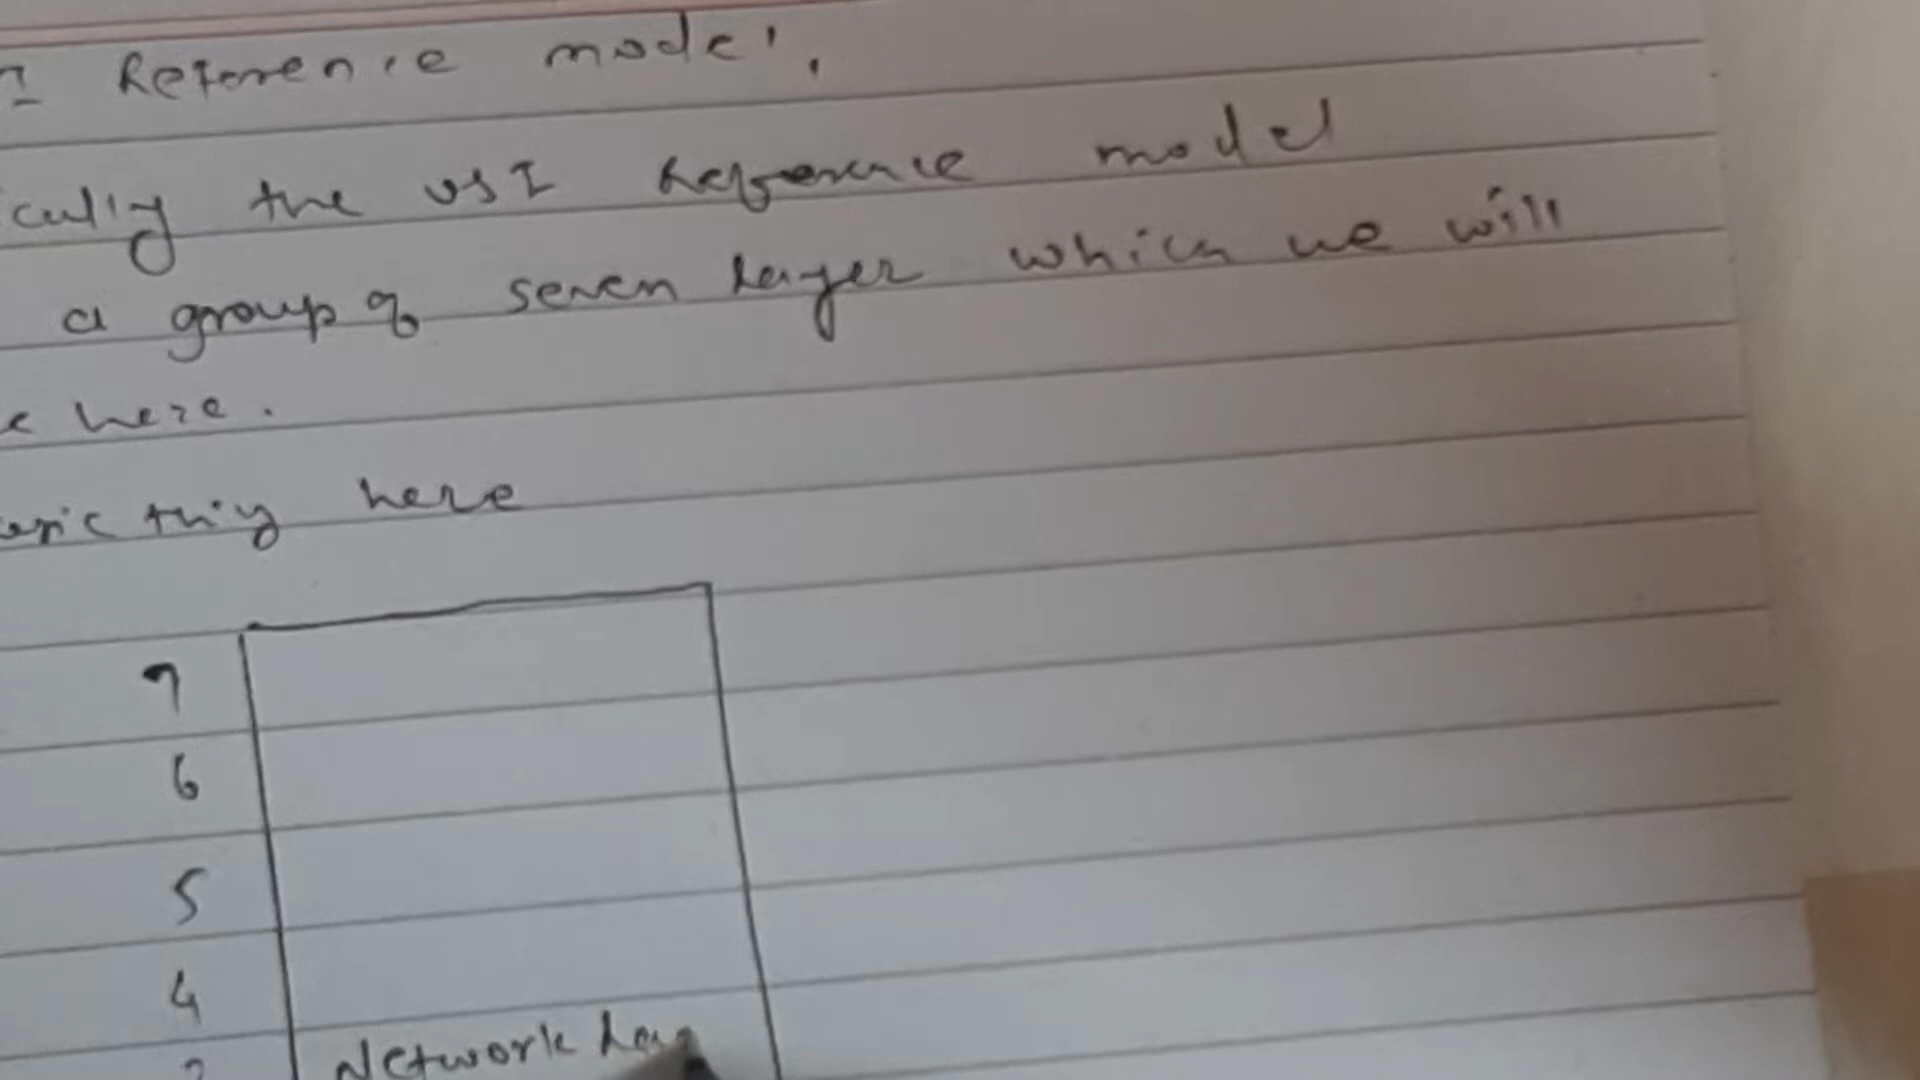 Reference model.
the OSI Reference model
a group of seven layer which we will
here.
thing here
7
6
5
4
Network